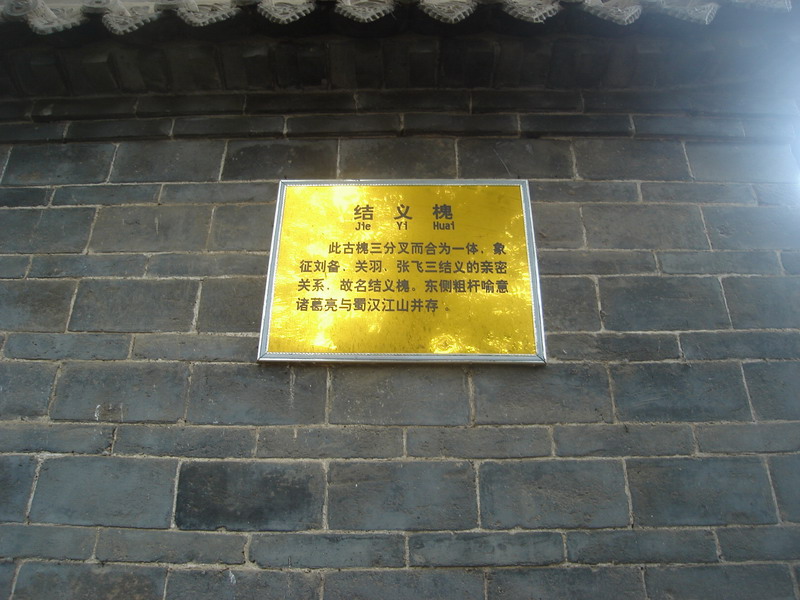 结 义 槐
Jie Yi Huai
此古槐三分叉而合为一体，象
征刘备、关羽、张飞三结义的亲密
关系，故名结义槐。东侧粗杆喻意
诸葛亮与蜀汉江山并存。